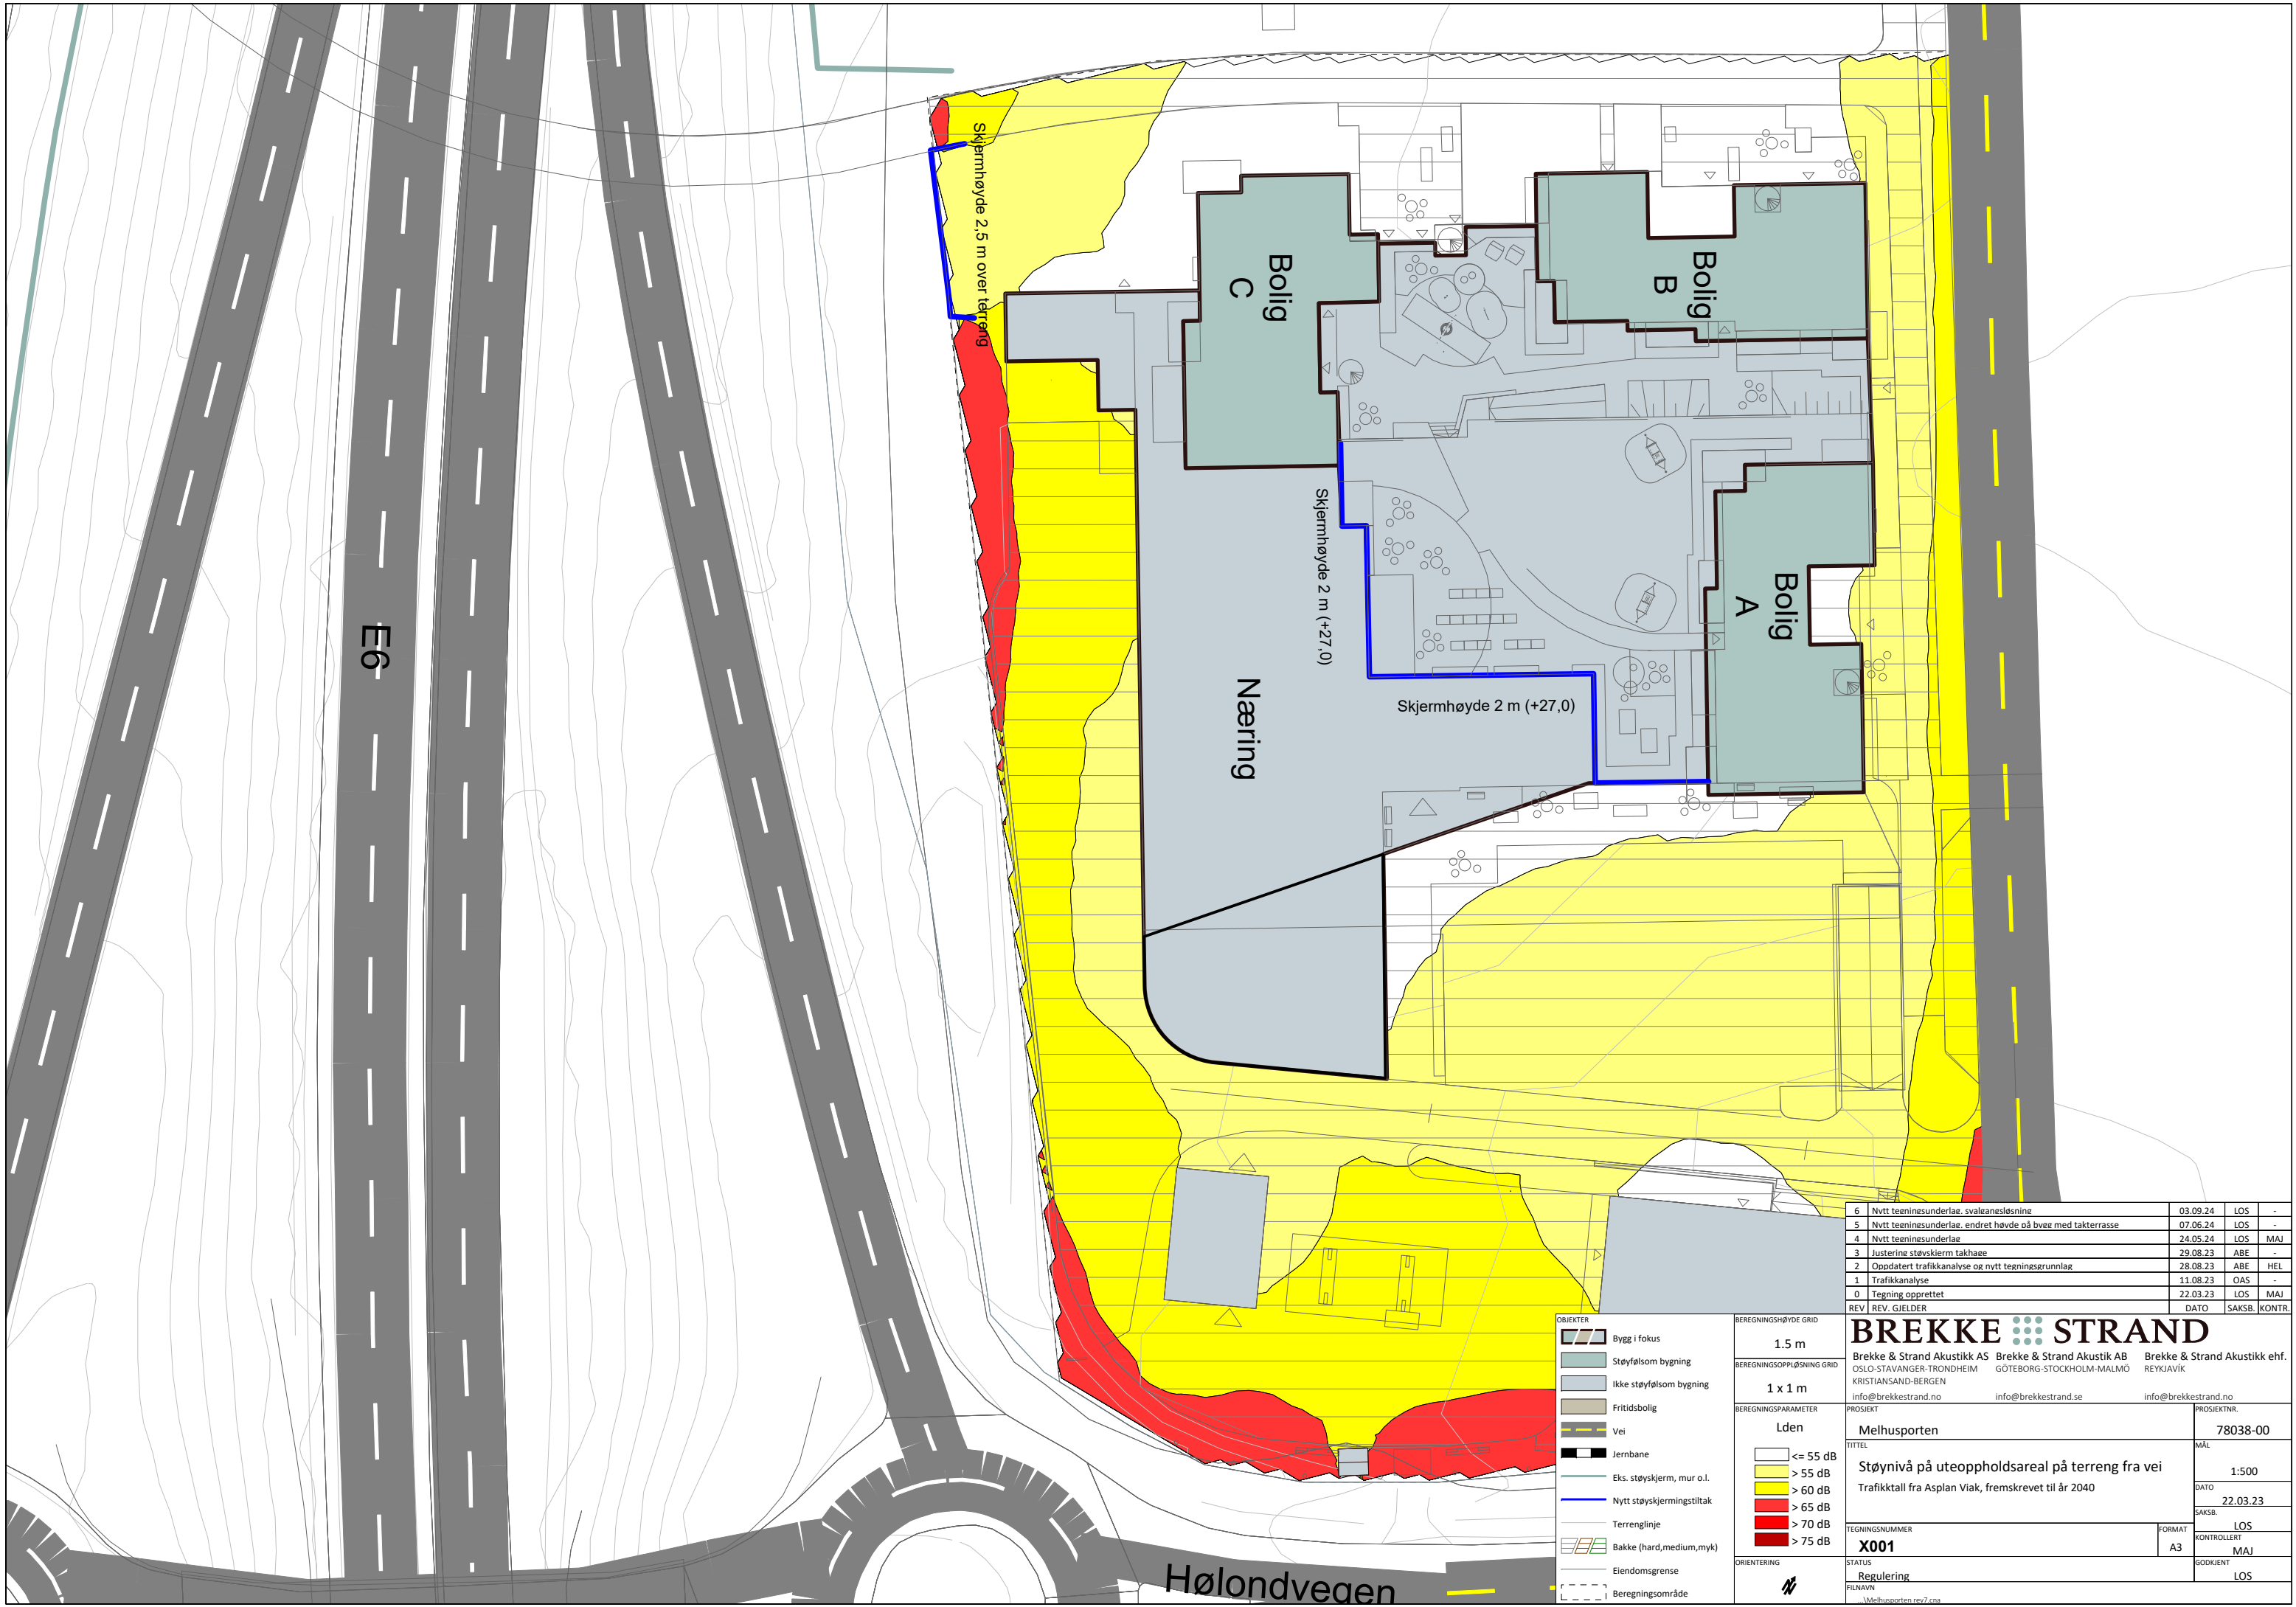 E6
Skjermhøyde 2,5 m over terreng
Bolig
C
Bolig
B
Bolig
A
Skjermhøyde 2 m (+27,0)
Skjermhøyde 2 m (+27,0)
Næring
Hølondvegen
6 Nytt tegningsunderlag, svalgangsløsning 03.09.24 LOS -
5 Nytt tegningsunderlag, endret høyde på bygg med takterrasse 07.06.24 LOS -
4 Nytt tegningsunderlag 24.05.24 LOS MAJ
3 Justering støyskjerm takhage 29.08.23 ABE -
2 Oppdatert trafikkanalyse og nytt tegningsgrunnlag 28.08.23 ABE HEL
1 Trafikkanalyse 11.08.23 OAS -
0 Tegning opprettet 22.03.23 LOS MAJ
REV REV. GJELDER DATO SAKSB. KONTR.
OBJEKTER
Bygg i fokus
Støyfølsom bygning
Ikke støyfølsom bygning
Fritidsbolig
Vei
Jernbane
Eks. støyskjerm, mur o.l.
Nytt støyskjermingstiltak
Terrenglinje
Bakke (hard,medium,myk)
Eiendomsgrense
Beregningsområde
BEREGNINGSHØYDE GRID
1.5 m
BEREGNINGSOPPLØSNING GRID
1 x 1 m
BEREGNINGSPARAMETER
Lden
<= 55 dB
> 55 dB
> 60 dB
> 65 dB
> 70 dB
> 75 dB
ORIENTERING
N
BREKKE STRAND
Brekke & Strand Akustikk AS Brekke & Strand Akustik AB Brekke & Strand Akustikk ehf.
OSLO-STAVANGER-TRONDHEIM GÖTEBORG-STOCKHOLM-MALMÖ REYKJAVÍK
KRISTIANSAND-BERGEN
info@brekkestrand.no info@brekkestrand.se info@brekkestrand.no
PROSJEKT
Melhusporten
PROSJEKTNR.
78038-00
TITTEL
Støynivå på uteoppholdsareal på terreng fra vei
Trafikktall fra Asplan Viak, fremskrevet til år 2040
MÅL
1:500
DATO
22.03.23
SAKSB.
LOS
TEGNINGSNUMMER
X001
FORMAT
A3
KONTROLLERT
MAJ
STATUS
Regulering
GODKJENT
LOS
FILNAVN
...\Melhusporten rev7.cna